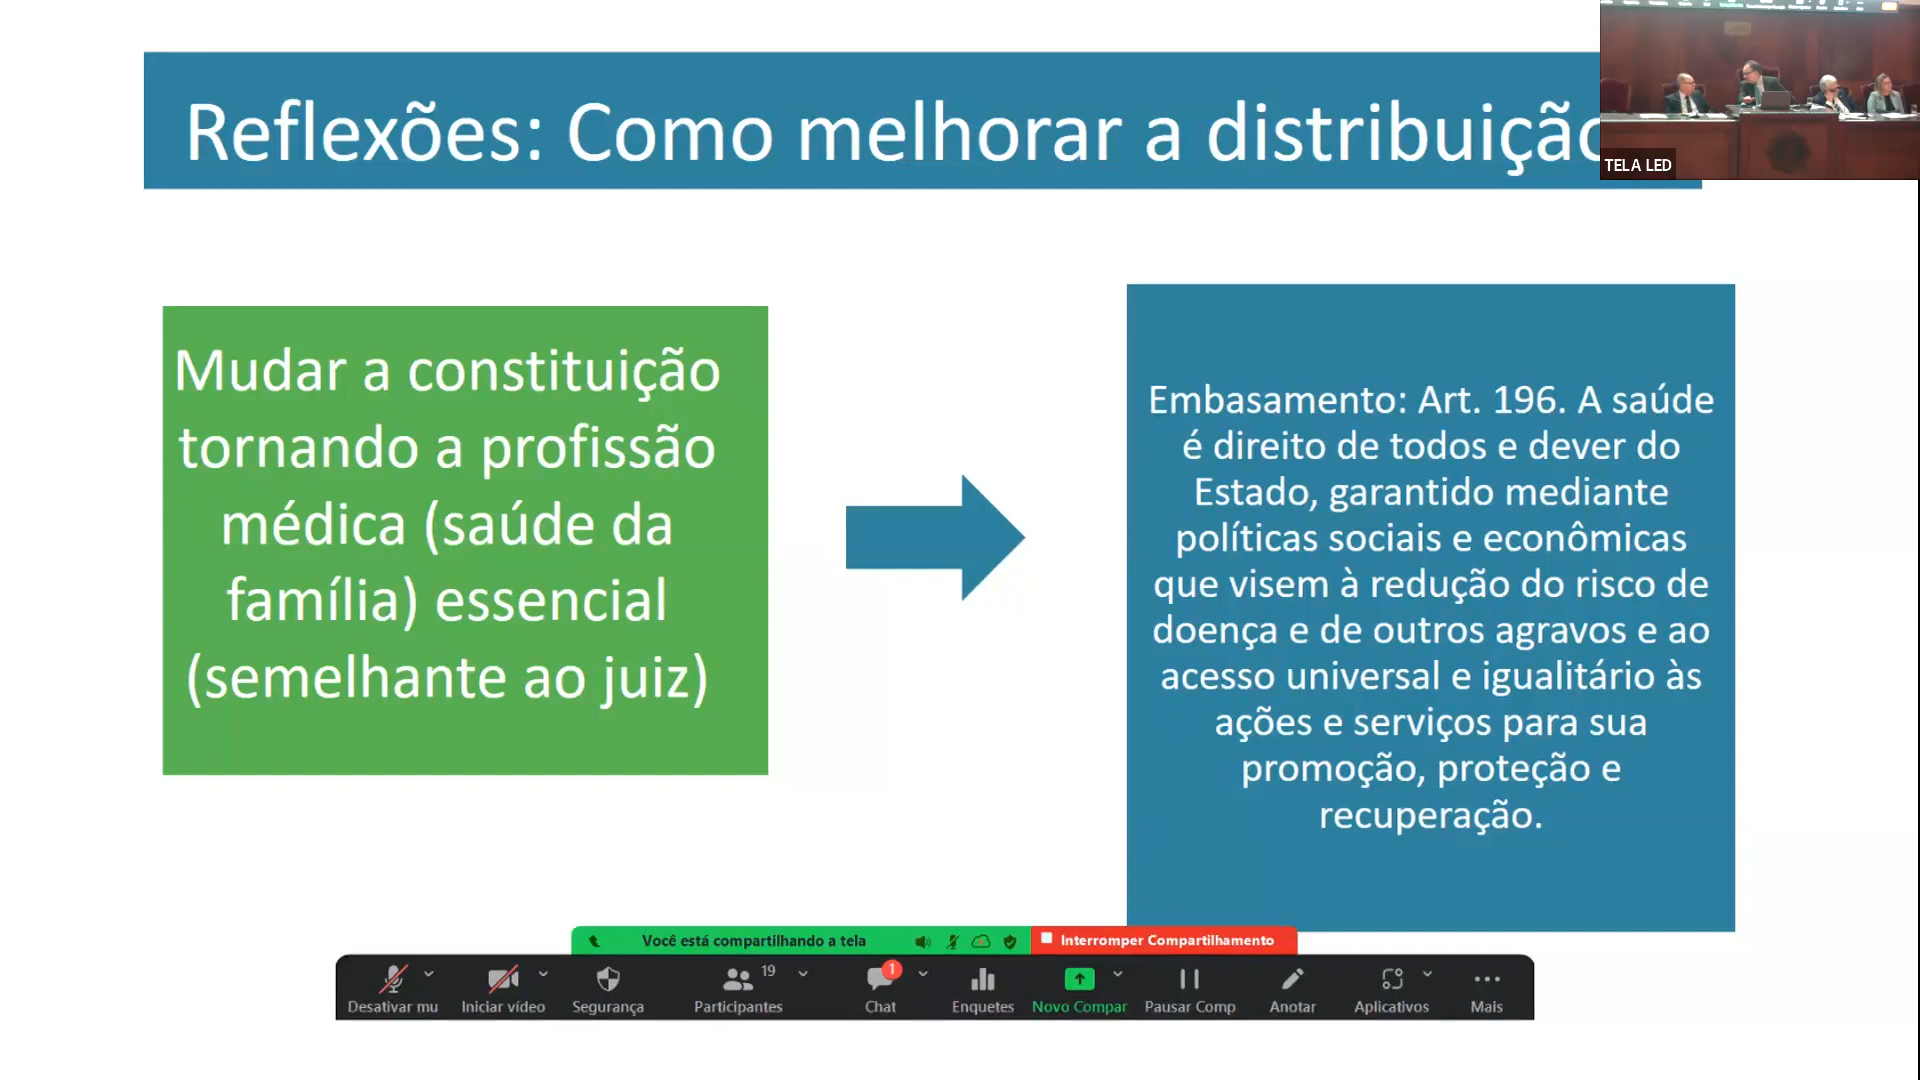 Reflexões: Como melhorar a distribuição
TELA LED
Mudar a constituição
tornando a profissão
médica (saúde da
família) essencial
(semelhante ao juiz)
Embasamento: Art. 196. A saúde
é direito de todos e dever do
Estado, garantido mediante
políticas sociais e econômicas
que visem à redução do risco de
doença e de outros agravos e ao
acesso universal e igualitário às
ações e serviços para sua
promoção, proteção e
recuperação.
Você está compartilhando a tela
Interromper Compartilhamento
19
1
Desativar mu
Iniciar vídeo
Segurança
Participantes
Chat
Enquetes
Novo Compar
Pausar Comp
Anotar
Aplicativos
Mais